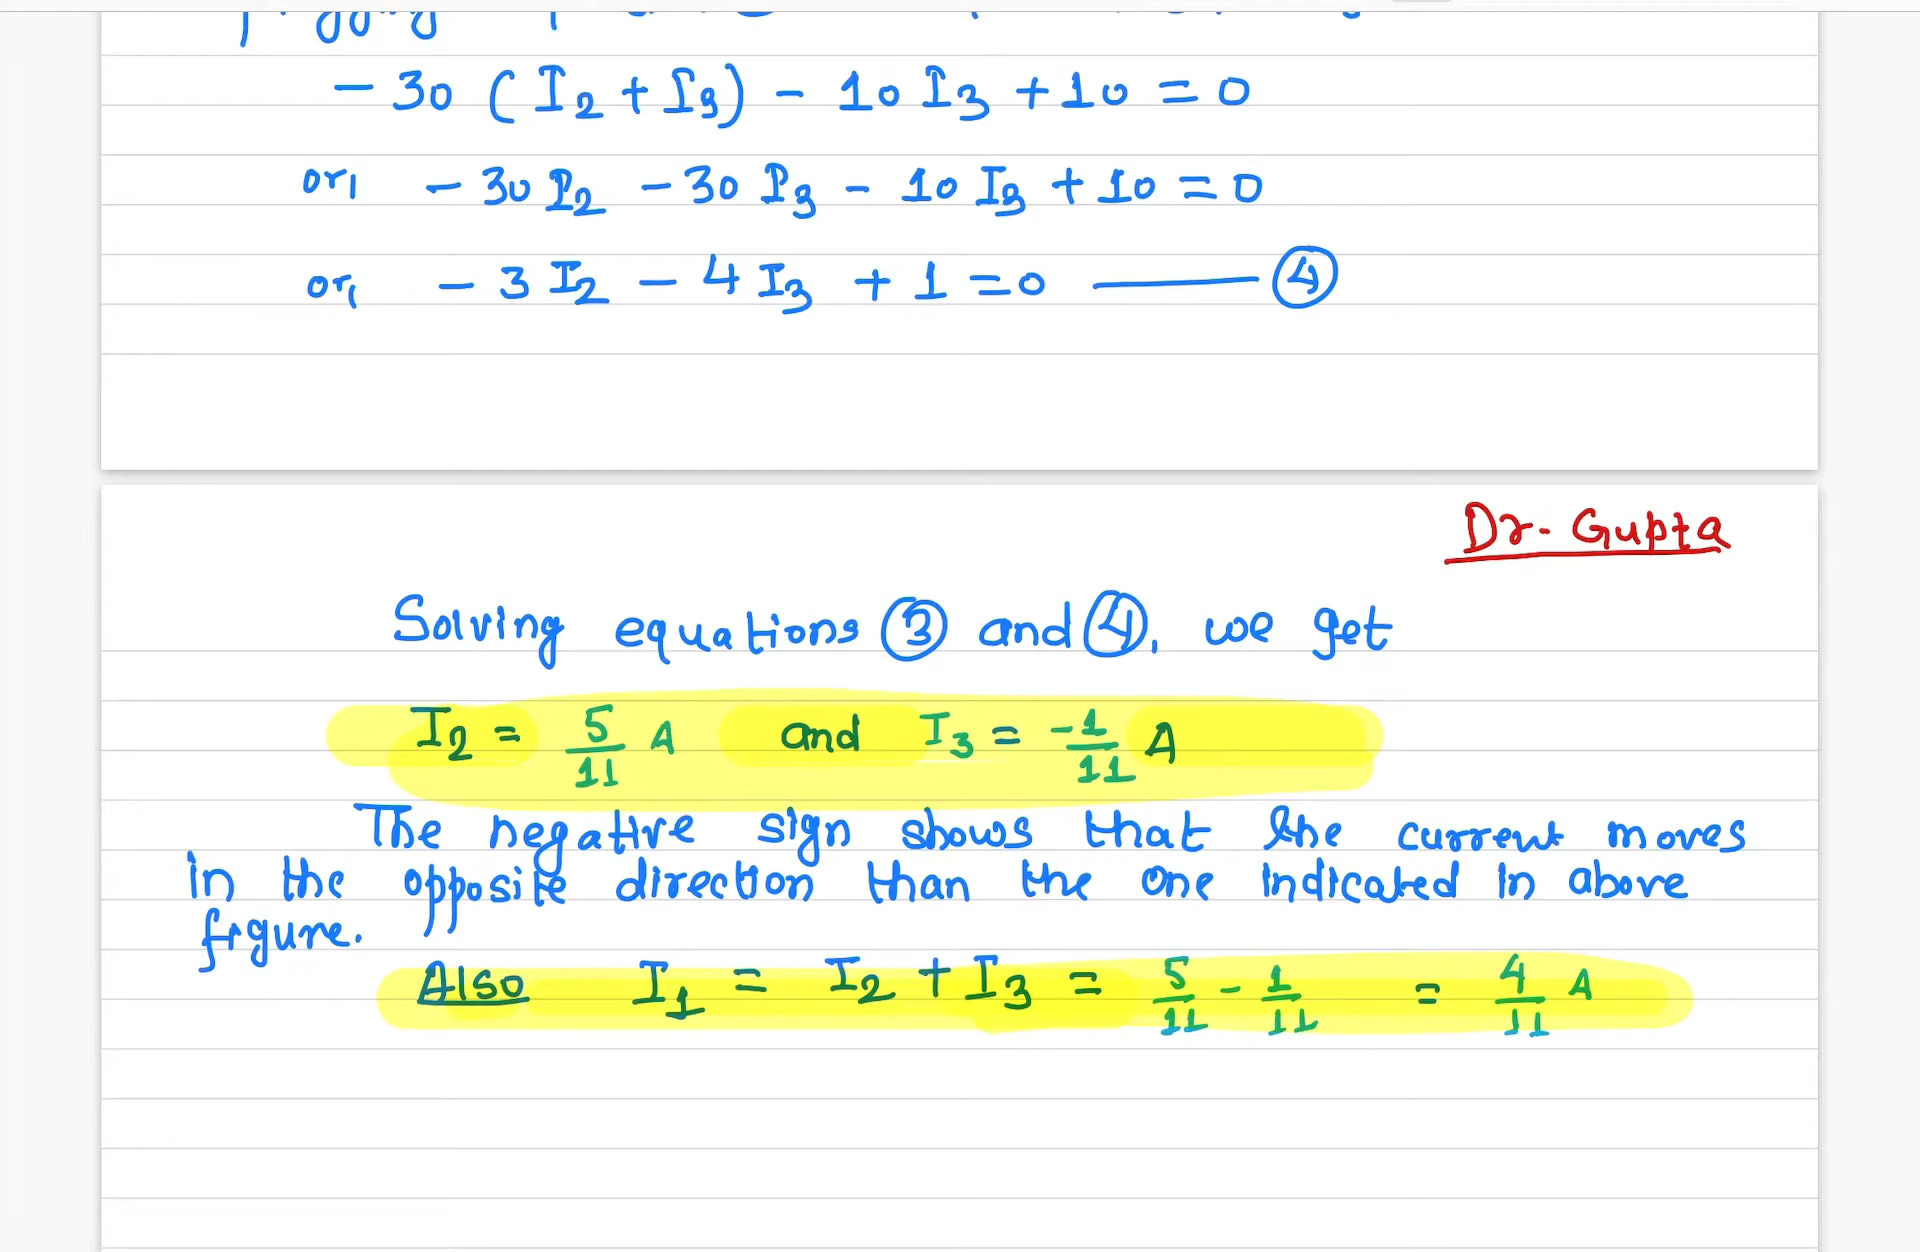 - 30 ( I₂ + I₃) - 10 I₃ + 10 = 0
or, - 30 I₂ - 30 I₃ - 10 I₃ + 10 = 0
or, - 3 I₂ - 4 I₃ + 1 = 0 —— ④
Dr. Gupta
Solving equations ③ and ④, we get
I₂ = 5/11 A and I₃ = -1/11 A
The negative sign shows that the current moves
in the opposite direction than the one indicated in above
figure.
Also I₁ = I₂ + I₃ = 5/11 - 1/11 = 4/11 A